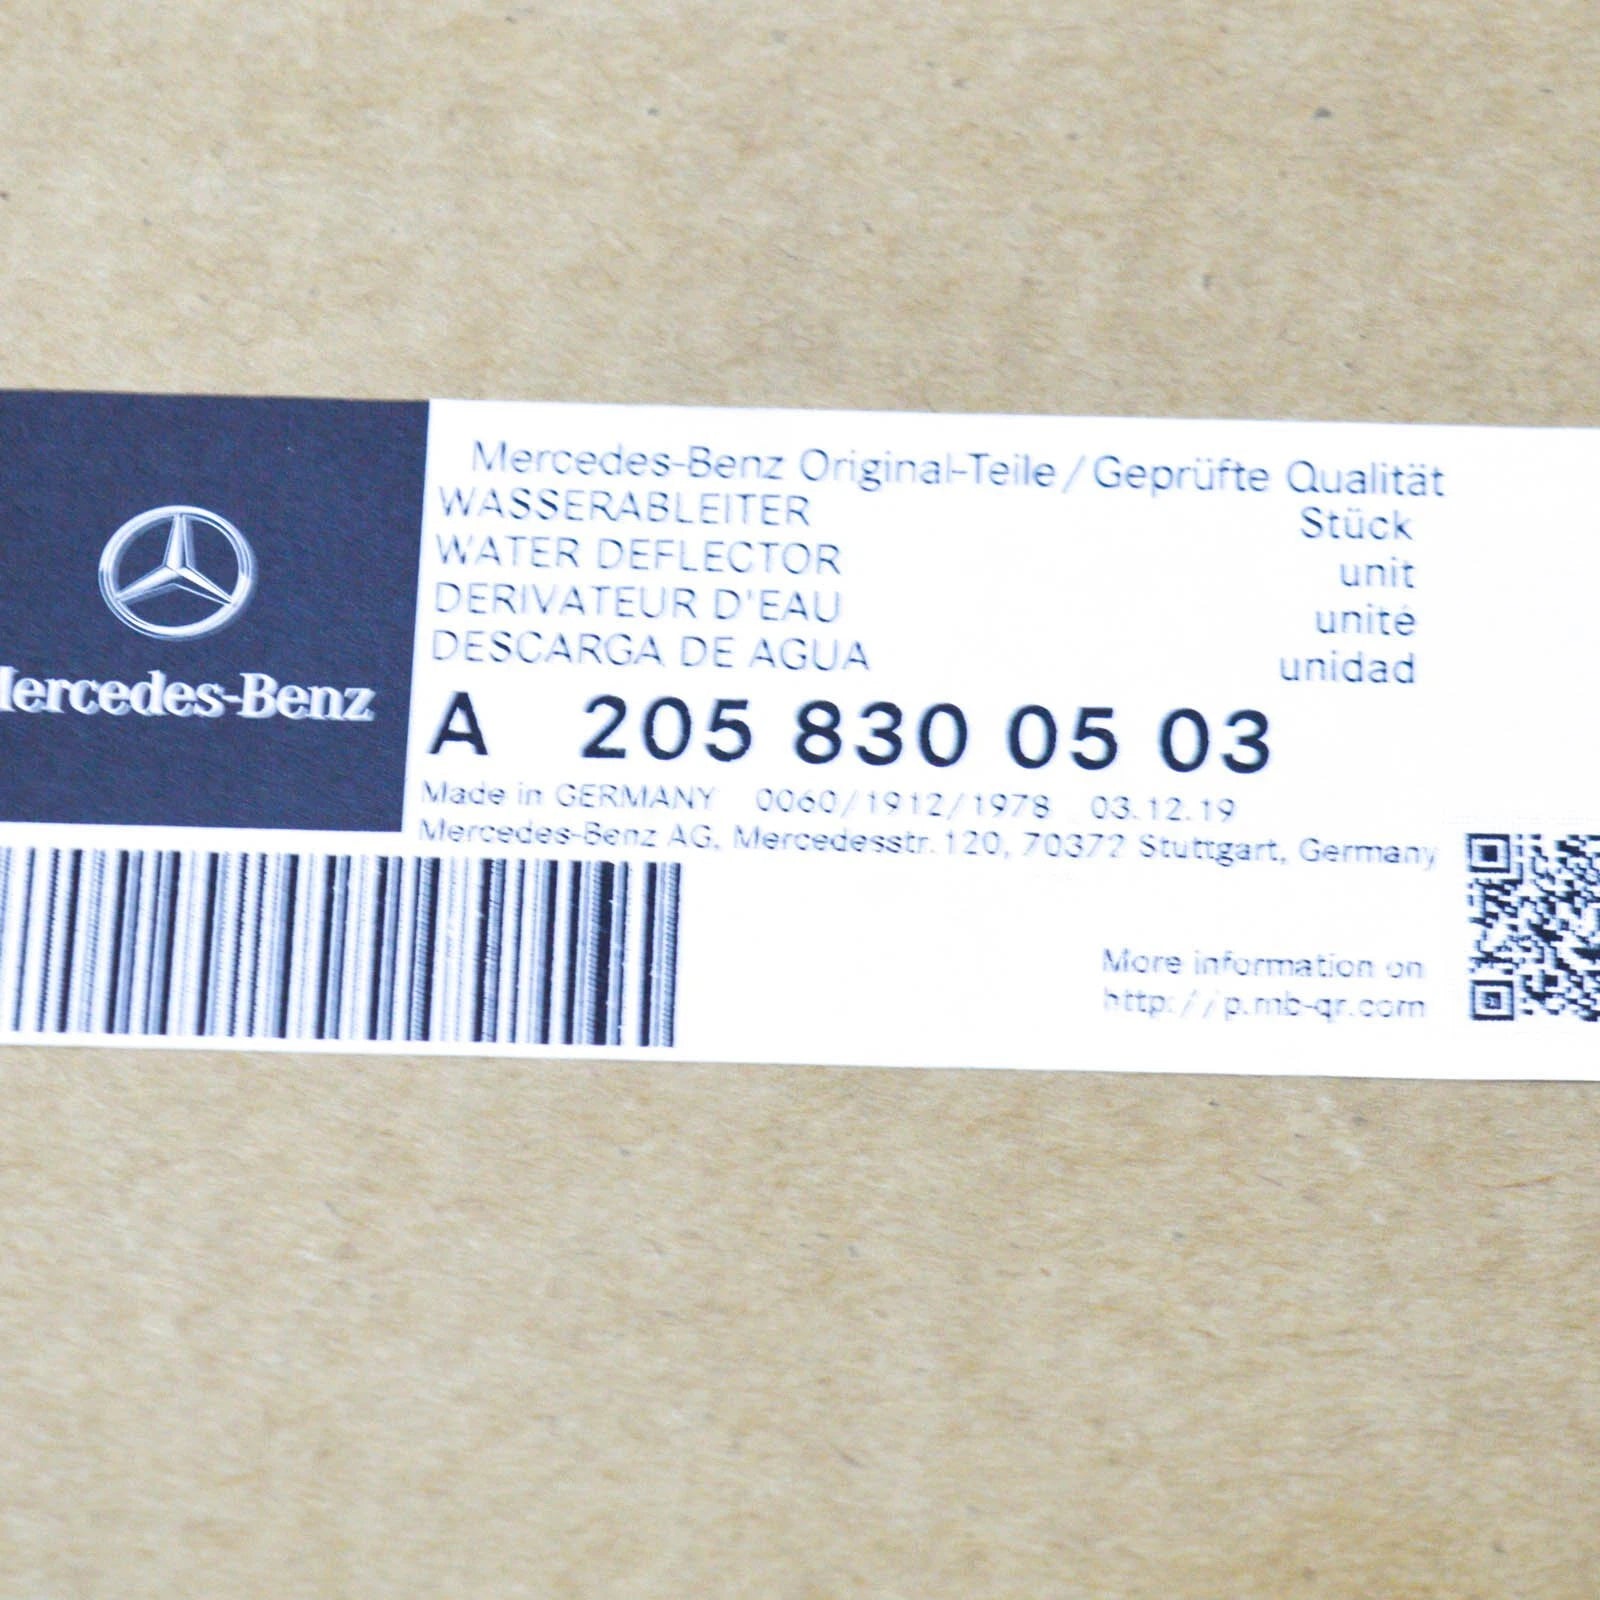 Mercedes-Benz
Mercedes-Benz Original-Teile / Geprüfte Qualität
WASSERABLEITER Stück
WATER DEFLECTOR unit
DERIVATEUR D'EAU unité
DESCARGA DE AGUA unidad
A 205 830 05 03
Made in GERMANY 0060/1912/1978 03.12.19
Mercedes-Benz AG, Mercedesstr. 120, 70372 Stuttgart, Germany
More information on
http://p.mb-qr.com